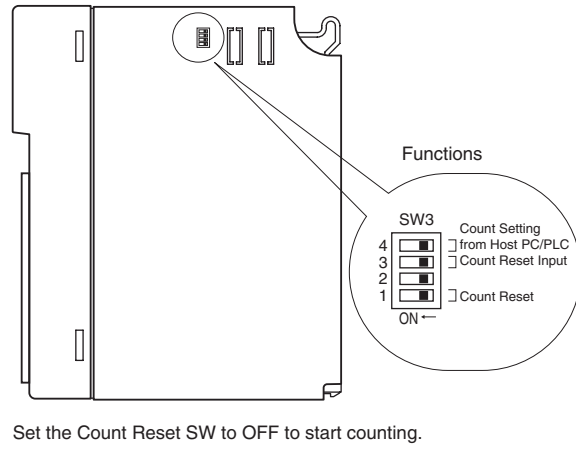 Functions
SW3
Count Setting
4 from Host PC/PLC
3 Count Reset Input
2
1 Count Reset
ON ←
Set the Count Reset SW to OFF to start counting.